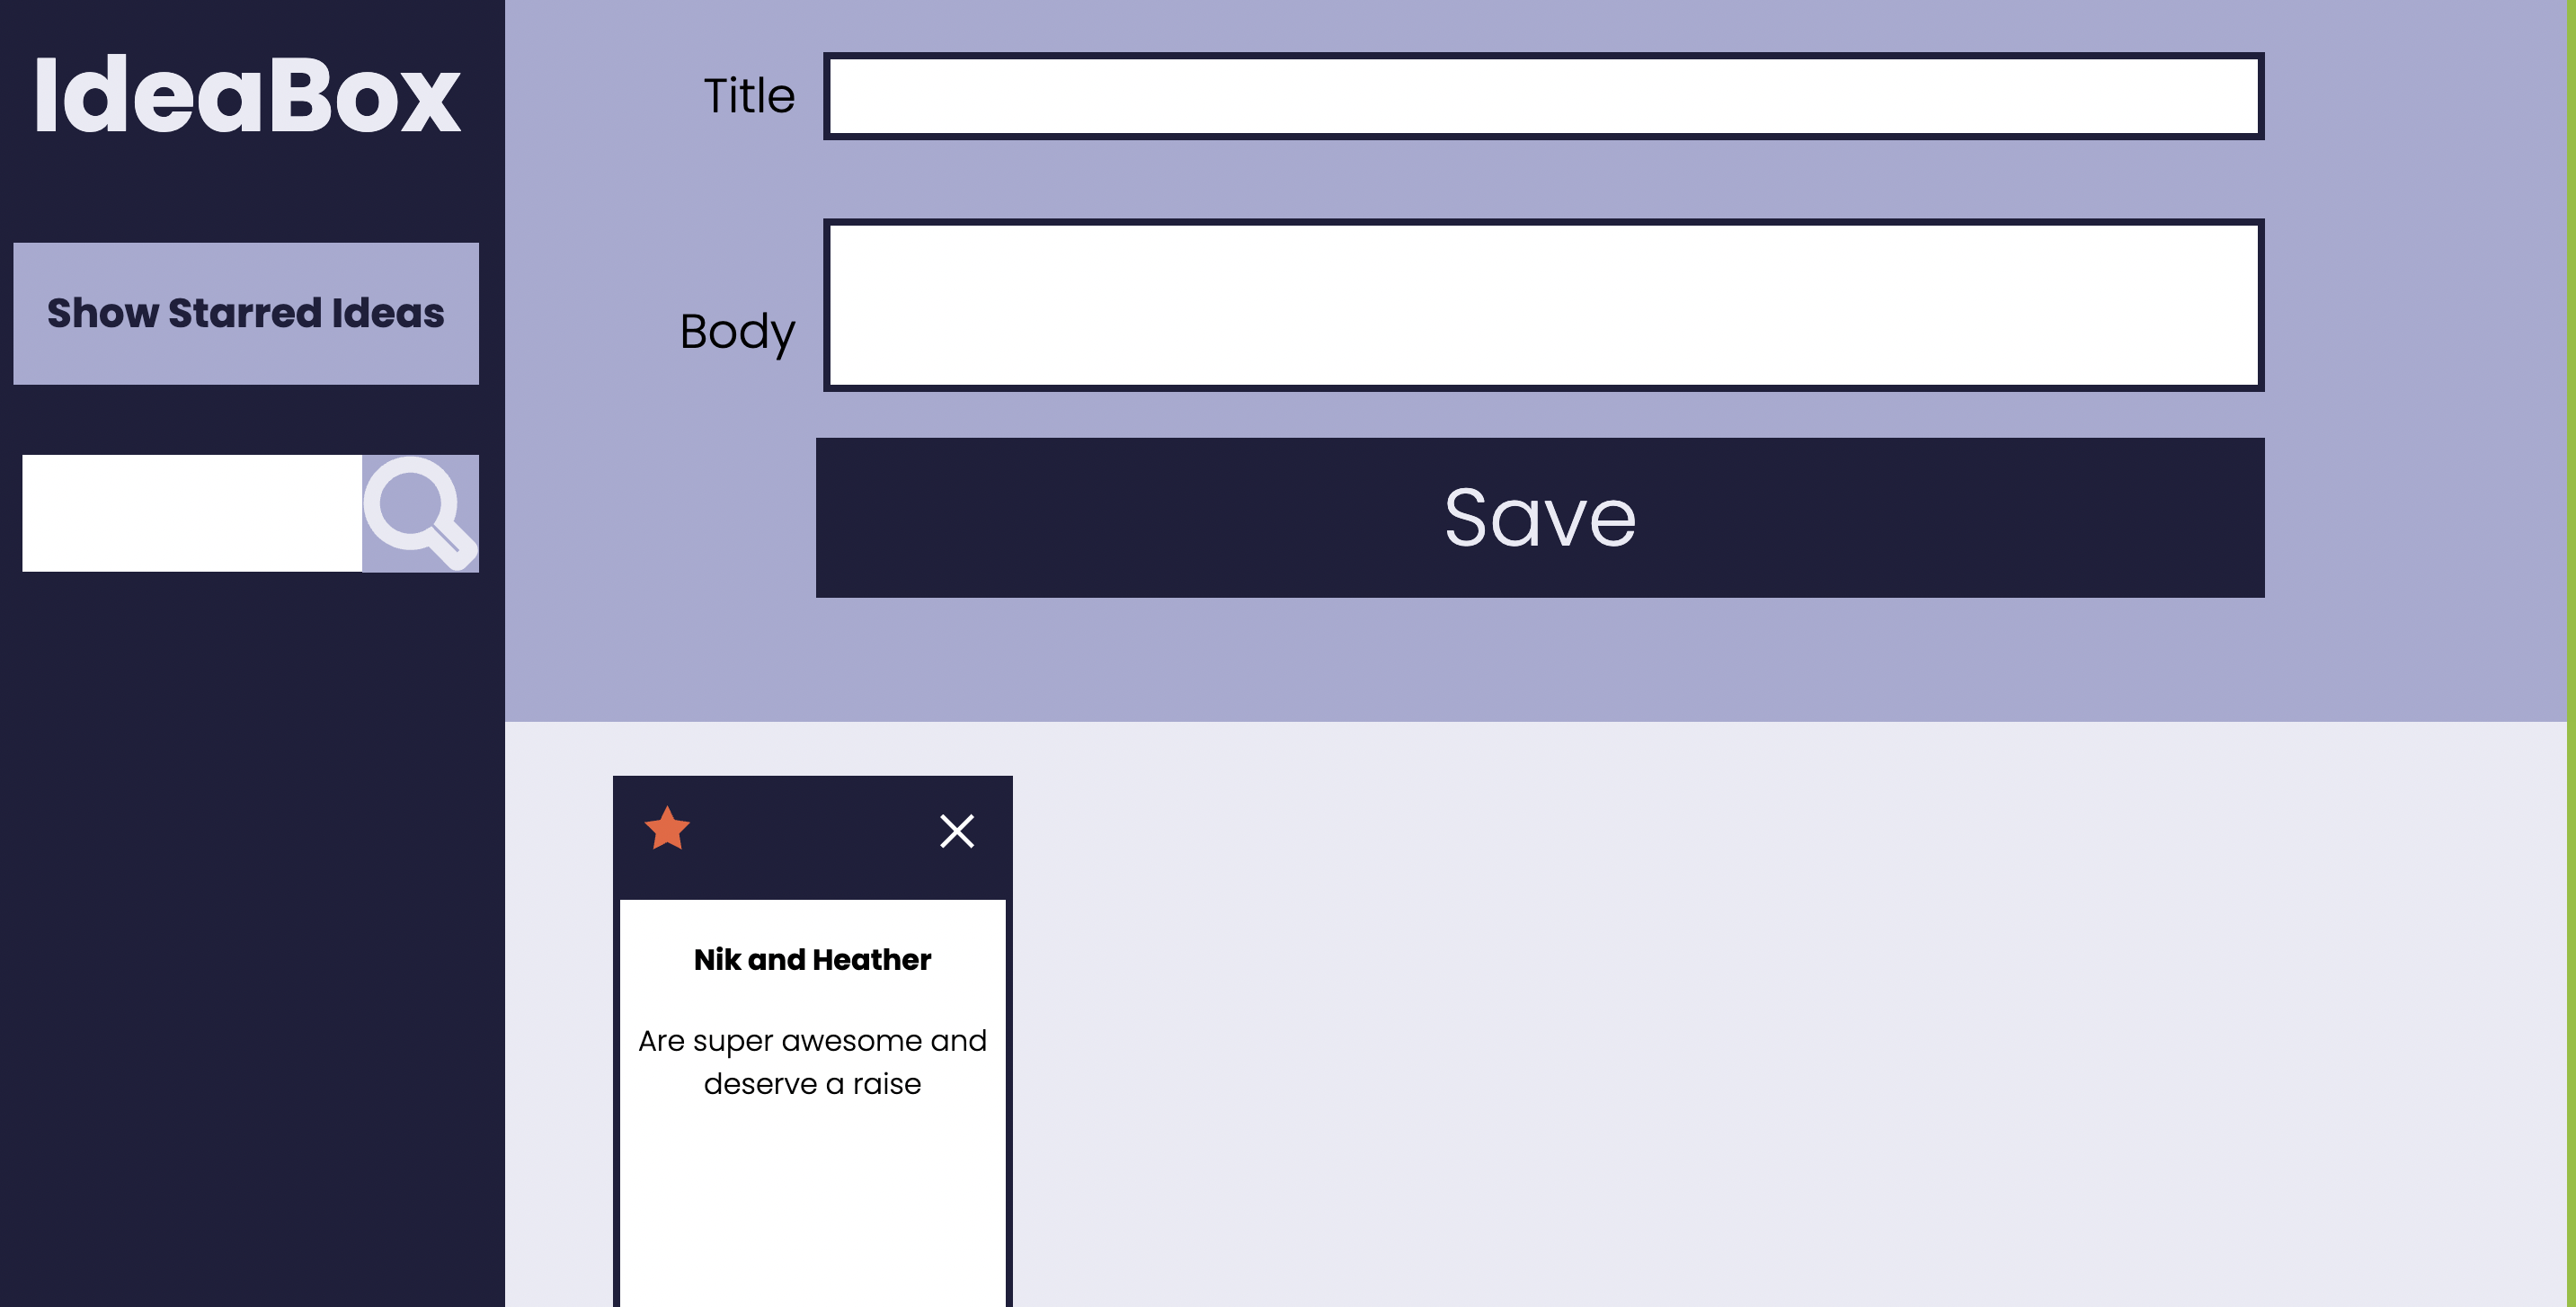 IdeaBox
Show Starred Ideas
Title
Body
Save
Nik and Heather
Are super awesome and
deserve a raise